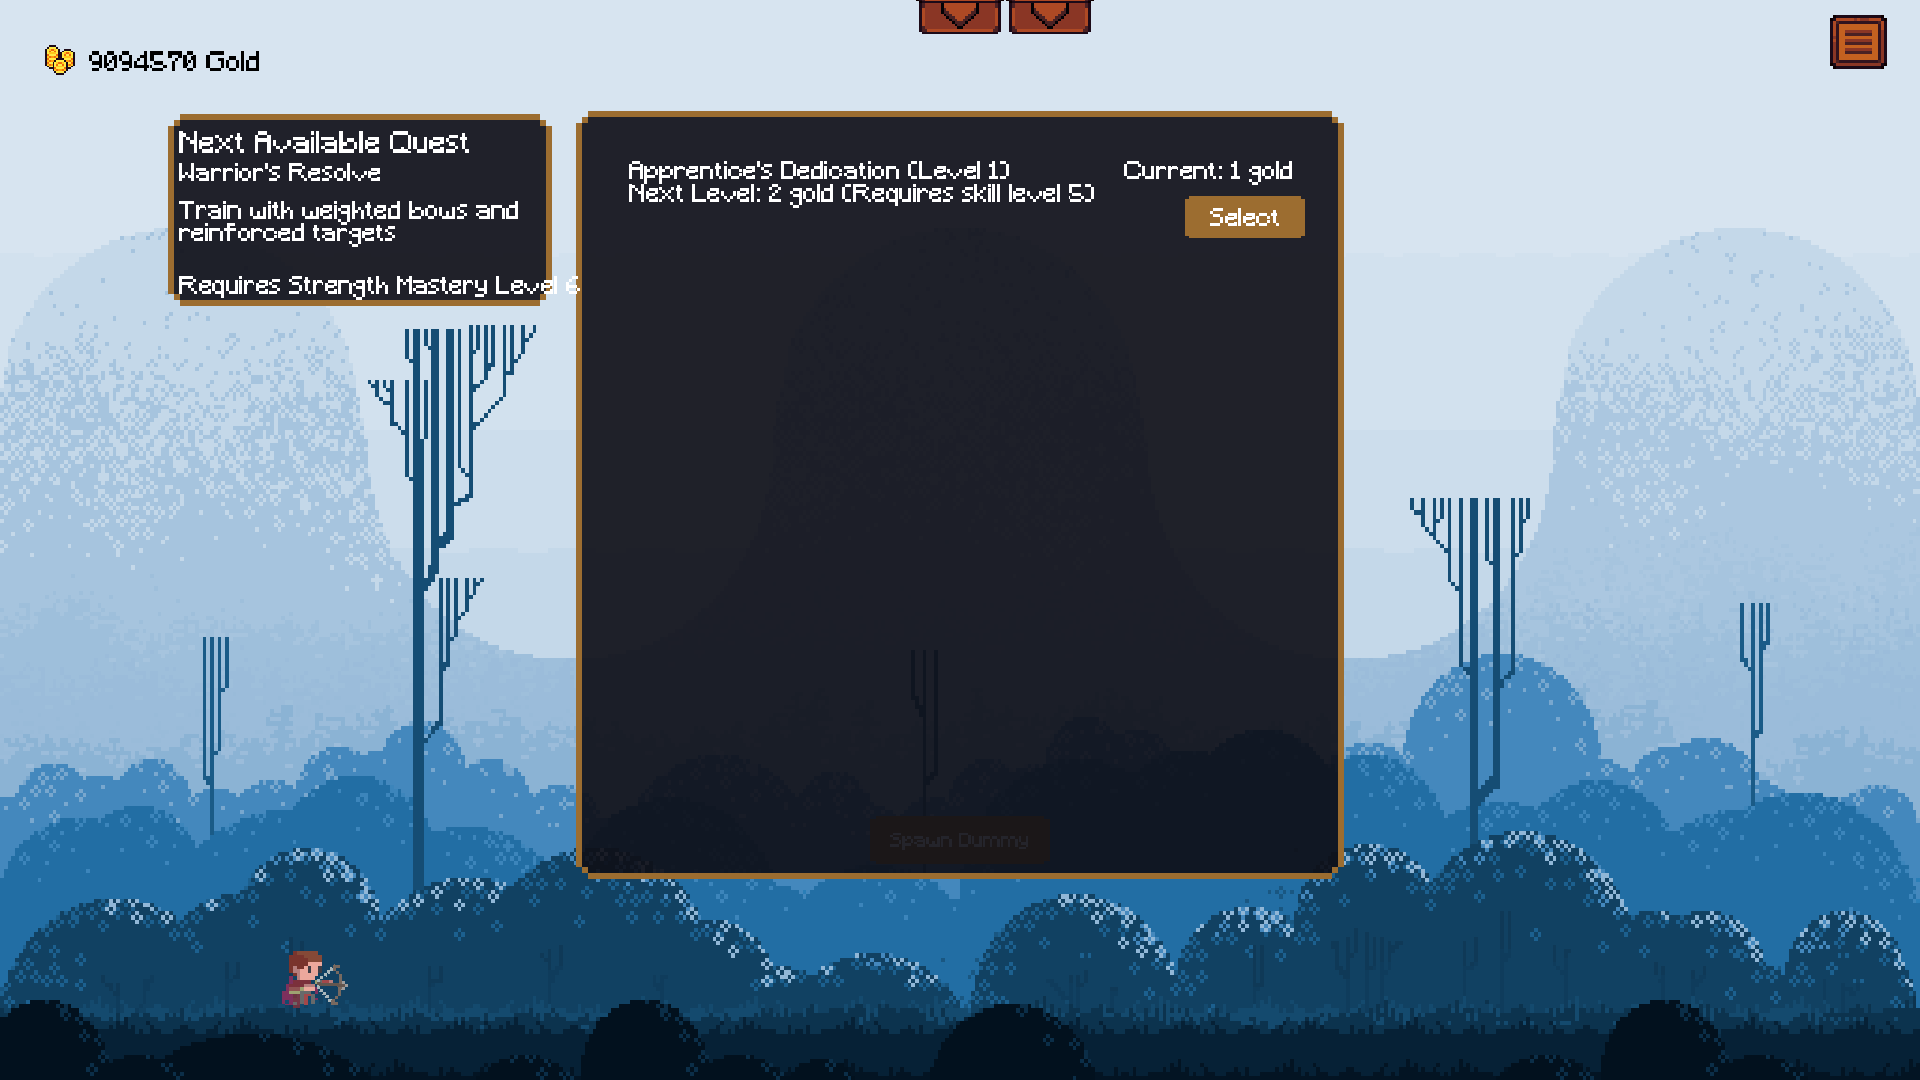 9094570 Gold
Next Available Quest
Warrior's Resolve
Train with weighted bows and
reinforced targets
Requires Strength Mastery Level 6
Apprentice's Dedication (Level 1)
Current: 1 gold
Next Level: 2 gold (Requires skill level 5)
Select
Spawn Dummy